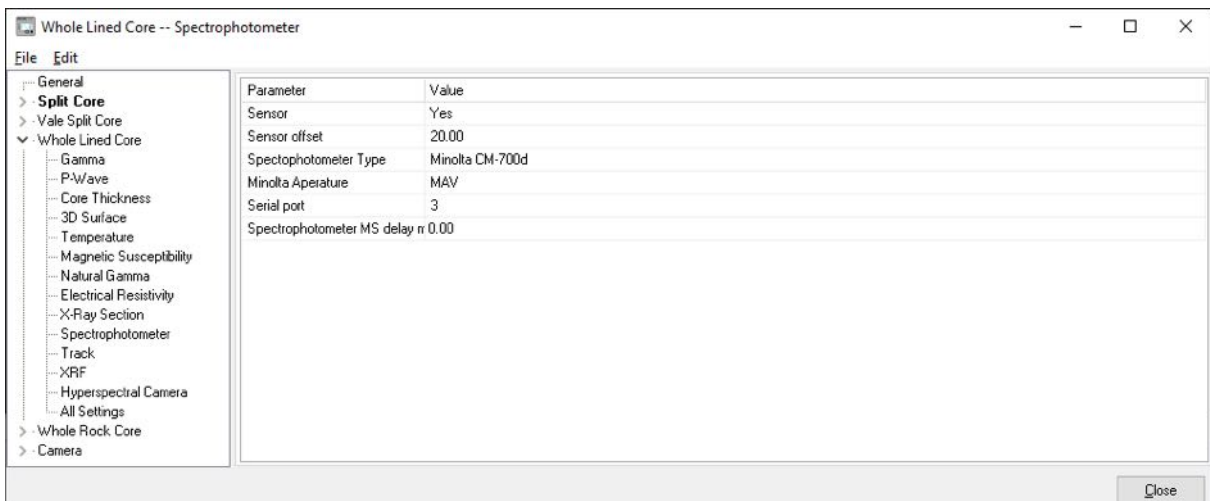 Whole Lined Core -- Spectrophotometer
File Edit
General
Split Core
Vale Split Core
Whole Lined Core
Gamma
P-Wave
Core Thickness
3D Surface
Temperature
Magnetic Susceptibility
Natural Gamma
Electrical Resistivity
X-Ray Section
Spectrophotometer
Track
XRF
Hyperspectral Camera
All Settings
Whole Rock Core
Camera
Parameter Value
Sensor Yes
Sensor offset 20.00
Spectophotometer Type Minolta CM-700d
Minolta Aperature MAV
Serial port 3
Spectrophotometer MS delay 0.00
Close